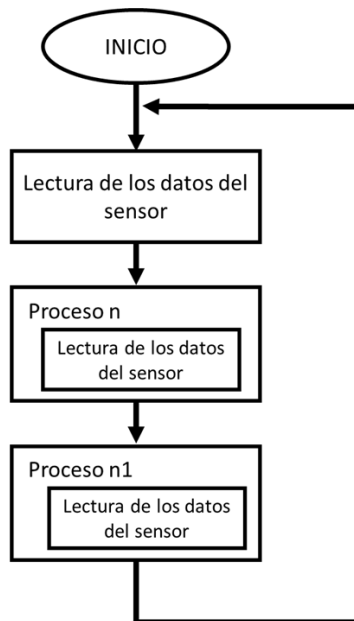 INICIO
Lectura de los datos del
sensor
Proceso n
Lectura de los datos
del sensor
Proceso n1
Lectura de los datos
del sensor